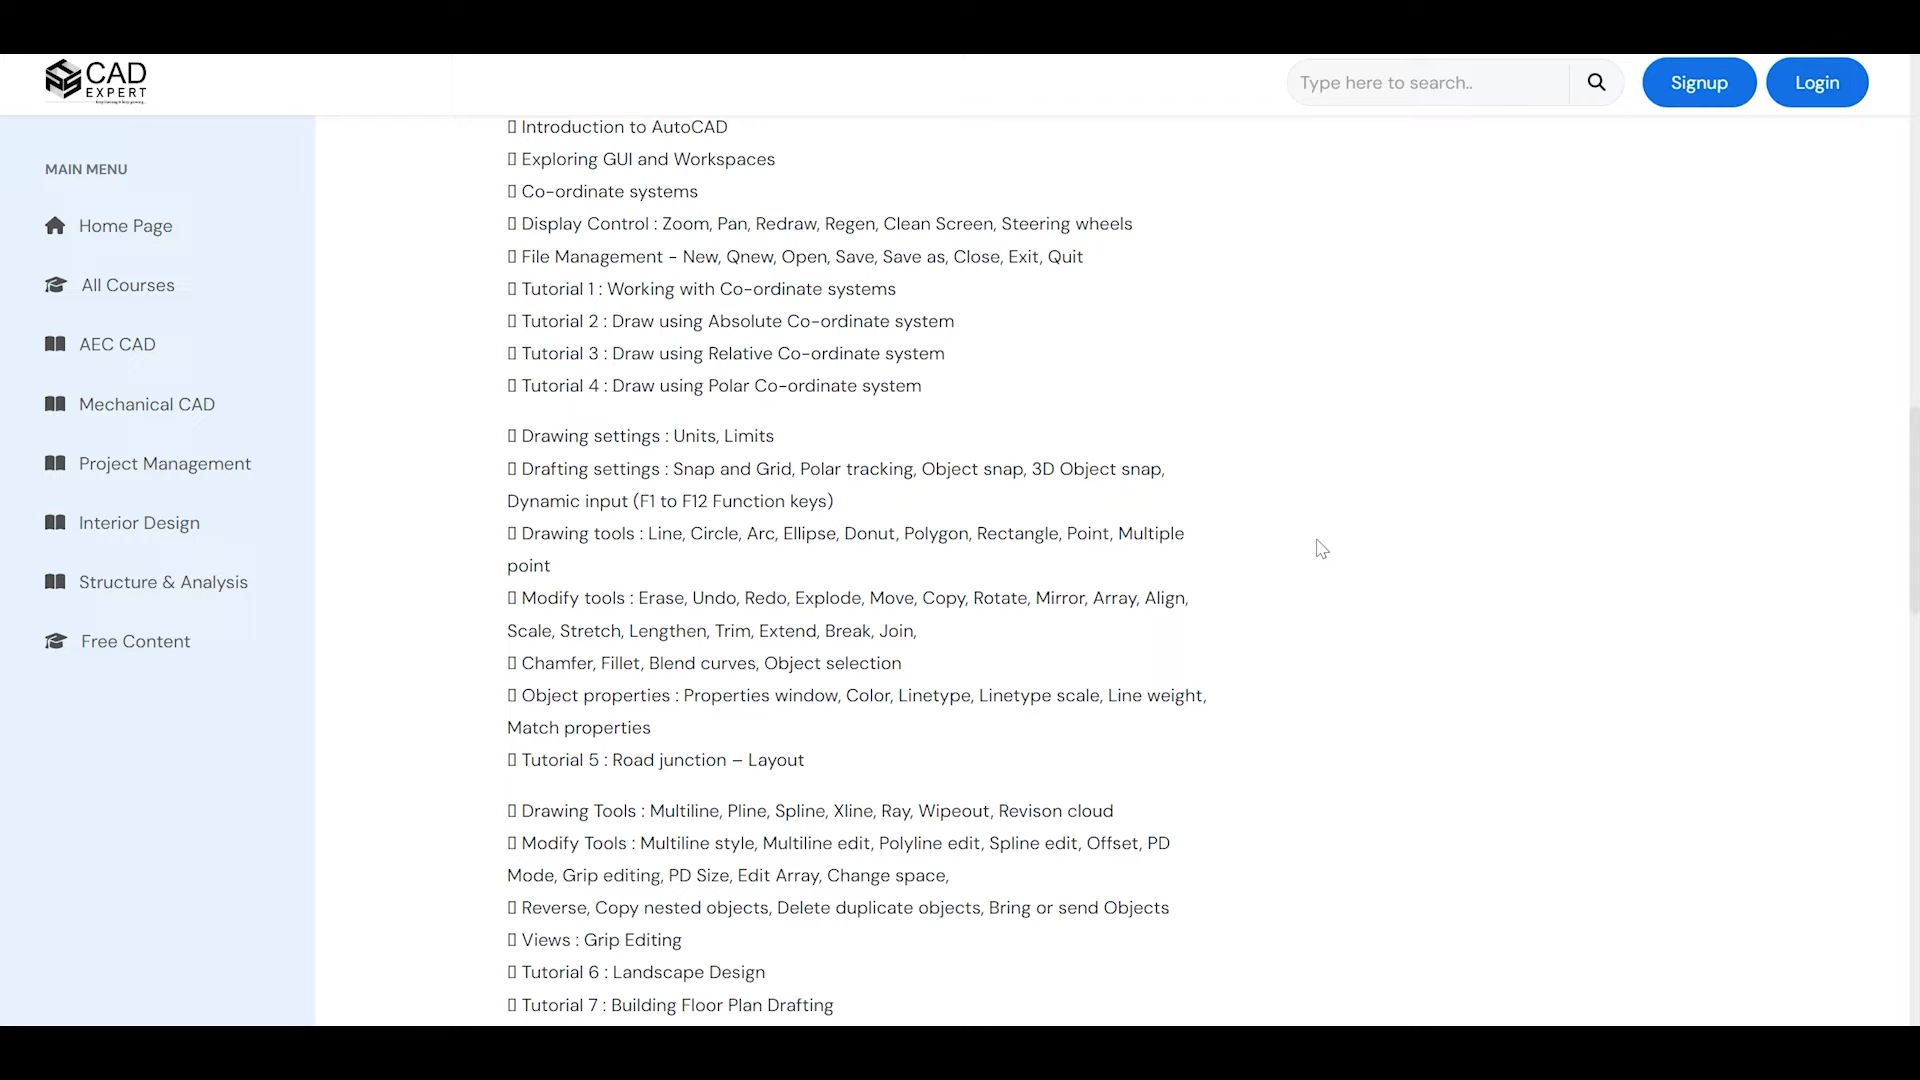 CAD
EXPERT
Type here to search..
Signup
Login
MAIN MENU
Home Page
All Courses
AEC CAD
Mechanical CAD
Project Management
Interior Design
Structure & Analysis
Free Content
Introduction to AutoCAD
Exploring GUI and Workspaces
Co-ordinate systems
Display Control : Zoom, Pan, Redraw, Regen, Clean Screen, Steering wheels
File Management - New, Qnew, Open, Save, Save as, Close, Exit, Quit
Tutorial 1 : Working with Co-ordinate systems
Tutorial 2 : Draw using Absolute Co-ordinate system
Tutorial 3 : Draw using Relative Co-ordinate system
Tutorial 4 : Draw using Polar Co-ordinate system
Drawing settings : Units, Limits
Drafting settings : Snap and Grid, Polar tracking, Object snap, 3D Object snap,
Dynamic input (F1 to F12 Function keys)
Drawing tools : Line, Circle, Arc, Ellipse, Donut, Polygon, Rectangle, Point, Multiple
point
Modify tools : Erase, Undo, Redo, Explode, Move, Copy, Rotate, Mirror, Array, Align,
Scale, Stretch, Lengthen, Trim, Extend, Break, Join,
Chamfer, Fillet, Blend curves, Object selection
Object properties : Properties window, Color, Linetype, Linetype scale, Line weight,
Match properties
Tutorial 5 : Road junction – Layout
Drawing Tools : Multiline, Pline, Spline, Xline, Ray, Wipeout, Revison cloud
Modify Tools : Multiline style, Multiline edit, Polyline edit, Spline edit, Offset, PD
Mode, Grip editing, PD Size, Edit Array, Change space,
Reverse, Copy nested objects, Delete duplicate objects, Bring or send Objects
Views : Grip Editing
Tutorial 6 : Landscape Design
Tutorial 7 : Building Floor Plan Drafting